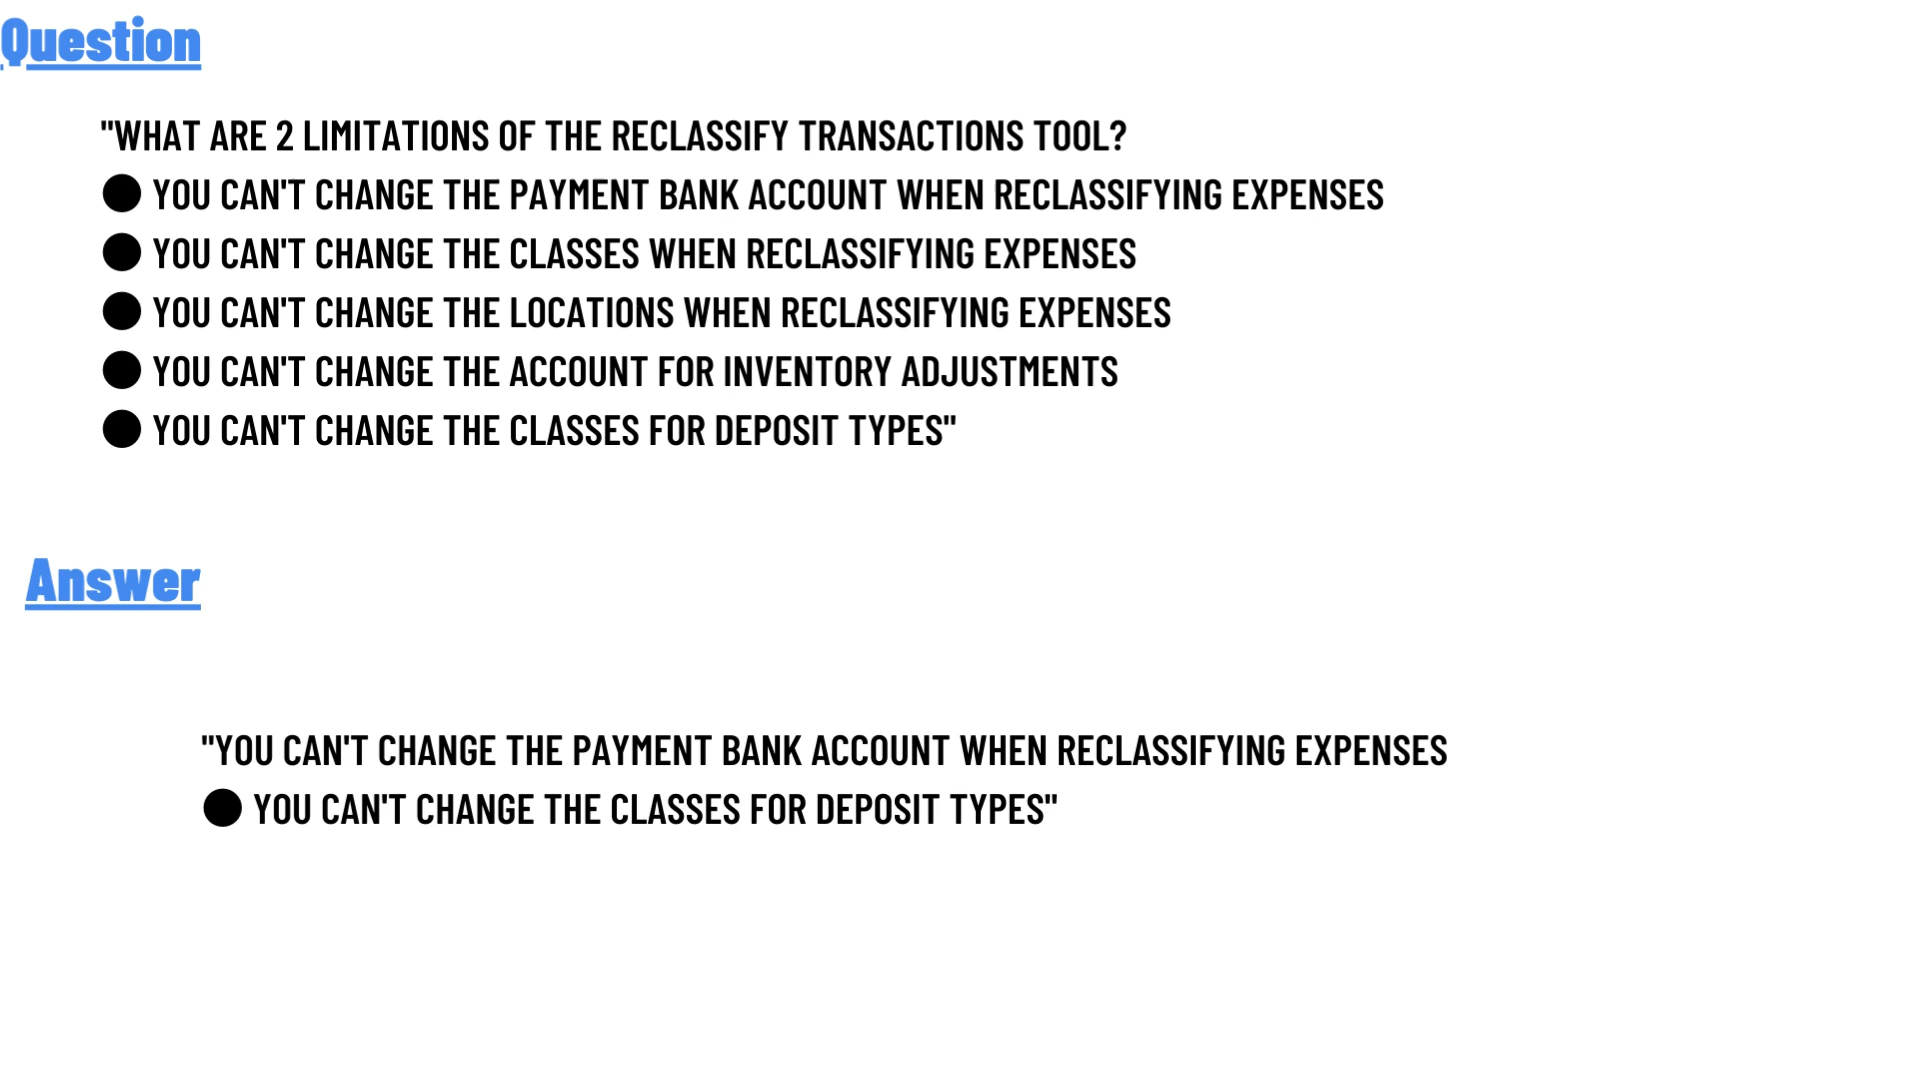 Question
"WHAT ARE 2 LIMITATIONS OF THE RECLASSIFY TRANSACTIONS TOOL?
● YOU CAN'T CHANGE THE PAYMENT BANK ACCOUNT WHEN RECLASSIFYING EXPENSES
● YOU CAN'T CHANGE THE CLASSES WHEN RECLASSIFYING EXPENSES
● YOU CAN'T CHANGE THE LOCATIONS WHEN RECLASSIFYING EXPENSES
● YOU CAN'T CHANGE THE ACCOUNT FOR INVENTORY ADJUSTMENTS
● YOU CAN'T CHANGE THE CLASSES FOR DEPOSIT TYPES"
Answer
"YOU CAN'T CHANGE THE PAYMENT BANK ACCOUNT WHEN RECLASSIFYING EXPENSES
● YOU CAN'T CHANGE THE CLASSES FOR DEPOSIT TYPES"